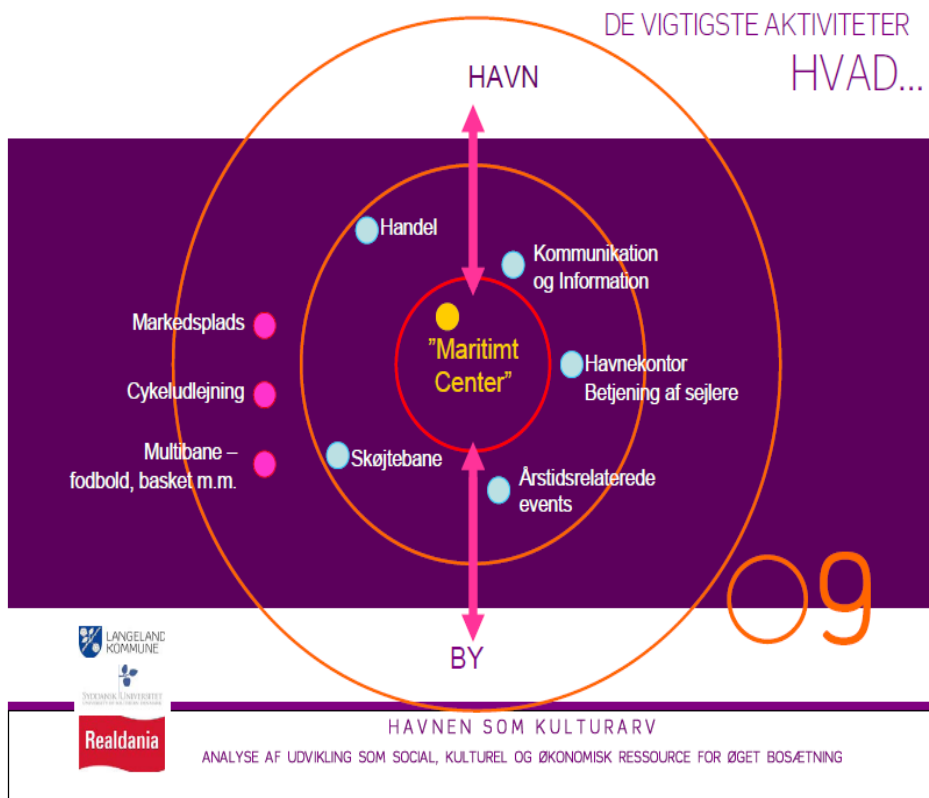 DE VIGTIGSTE AKTIVITETER
HVAD...
HAVN
Handel
Kommunikation
og Information
Markedsplads
"Maritimt
Center"
Havnekontor
Betjening af sejlere
Cykeludlejning
Multibane –
fodbold, basket m.m.
Skøjtebane
Årstidsrelaterede
events
09
BY
LANGELAND
KOMMUNE
SYDDANSK UNIVERSITET
Realdania
HAVNEN SOM KULTURARV
ANALYSE AF UDVIKLING SOM SOCIAL, KULTUREL OG ØKONOMISK RESSOURCE FOR ØGET BOSÆTNING